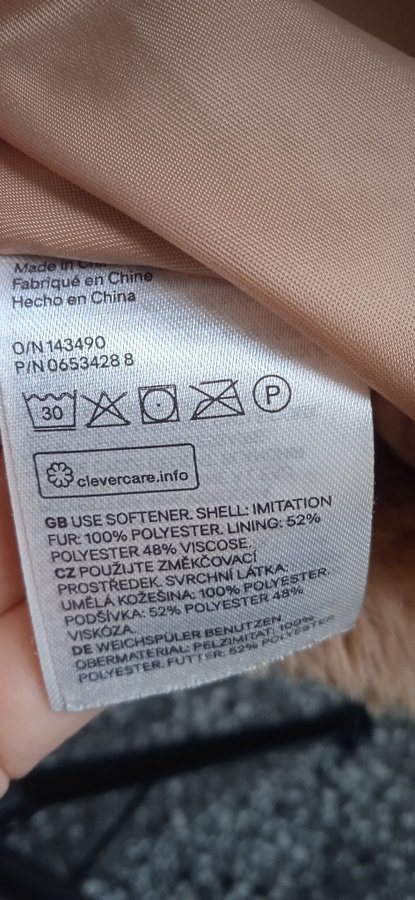 Made in China
Fabriqué en Chine
Hecho en China
O/N 143490
P/N 0653428 8
30
P
clevercare.info
GB USE SOFTENER. SHELL: IMITATION
FUR: 100% POLYESTER. LINING: 52%
POLYESTER 48% VISCOSE.
CZ POUŽIJTE ZMĚKČOVACÍ
PROSTŘEDEK. SVRCHNÍ LÁTKA:
UMĚLÁ KOŽEŠINA: 100% POLYESTER.
PODŠÍVKA: 52% POLYESTER 48%
VISKÓZA.
DE WEICHSPÜLER BENUTZEN.
OBERMATERIAL: PELZIMITAT: 100%
POLYESTER. FUTTER: 52% POLYESTER